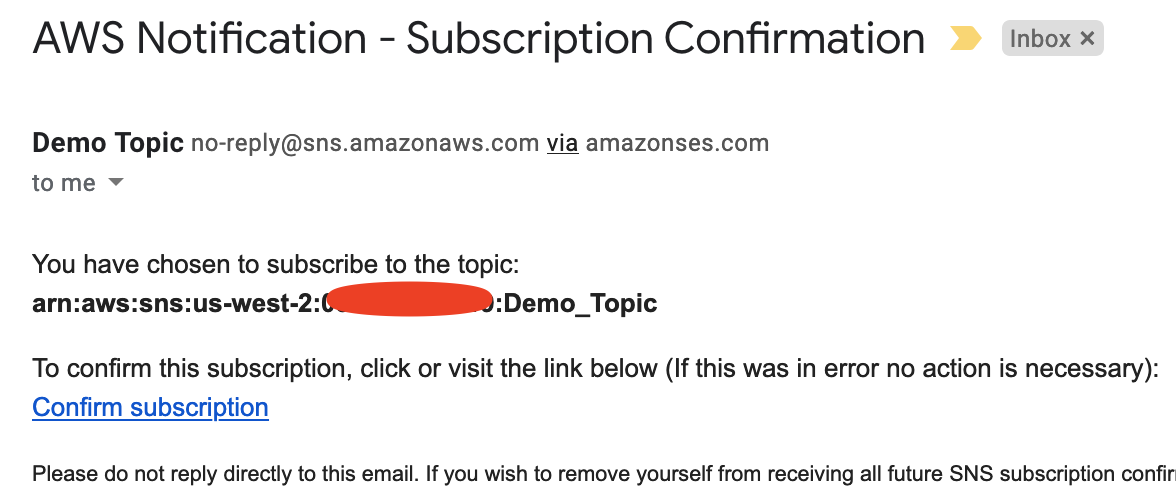 AWS Notification - Subscription Confirmation Inbox ×
Demo Topic no-reply@sns.amazonaws.com via amazonses.com
to me
You have chosen to subscribe to the topic:
arn:aws:sns:us-west-2: :Demo_Topic
To confirm this subscription, click or visit the link below (If this was in error no action is necessary):
Confirm subscription
Please do not reply directly to this email. If you wish to remove yourself from receiving all future SNS subscription